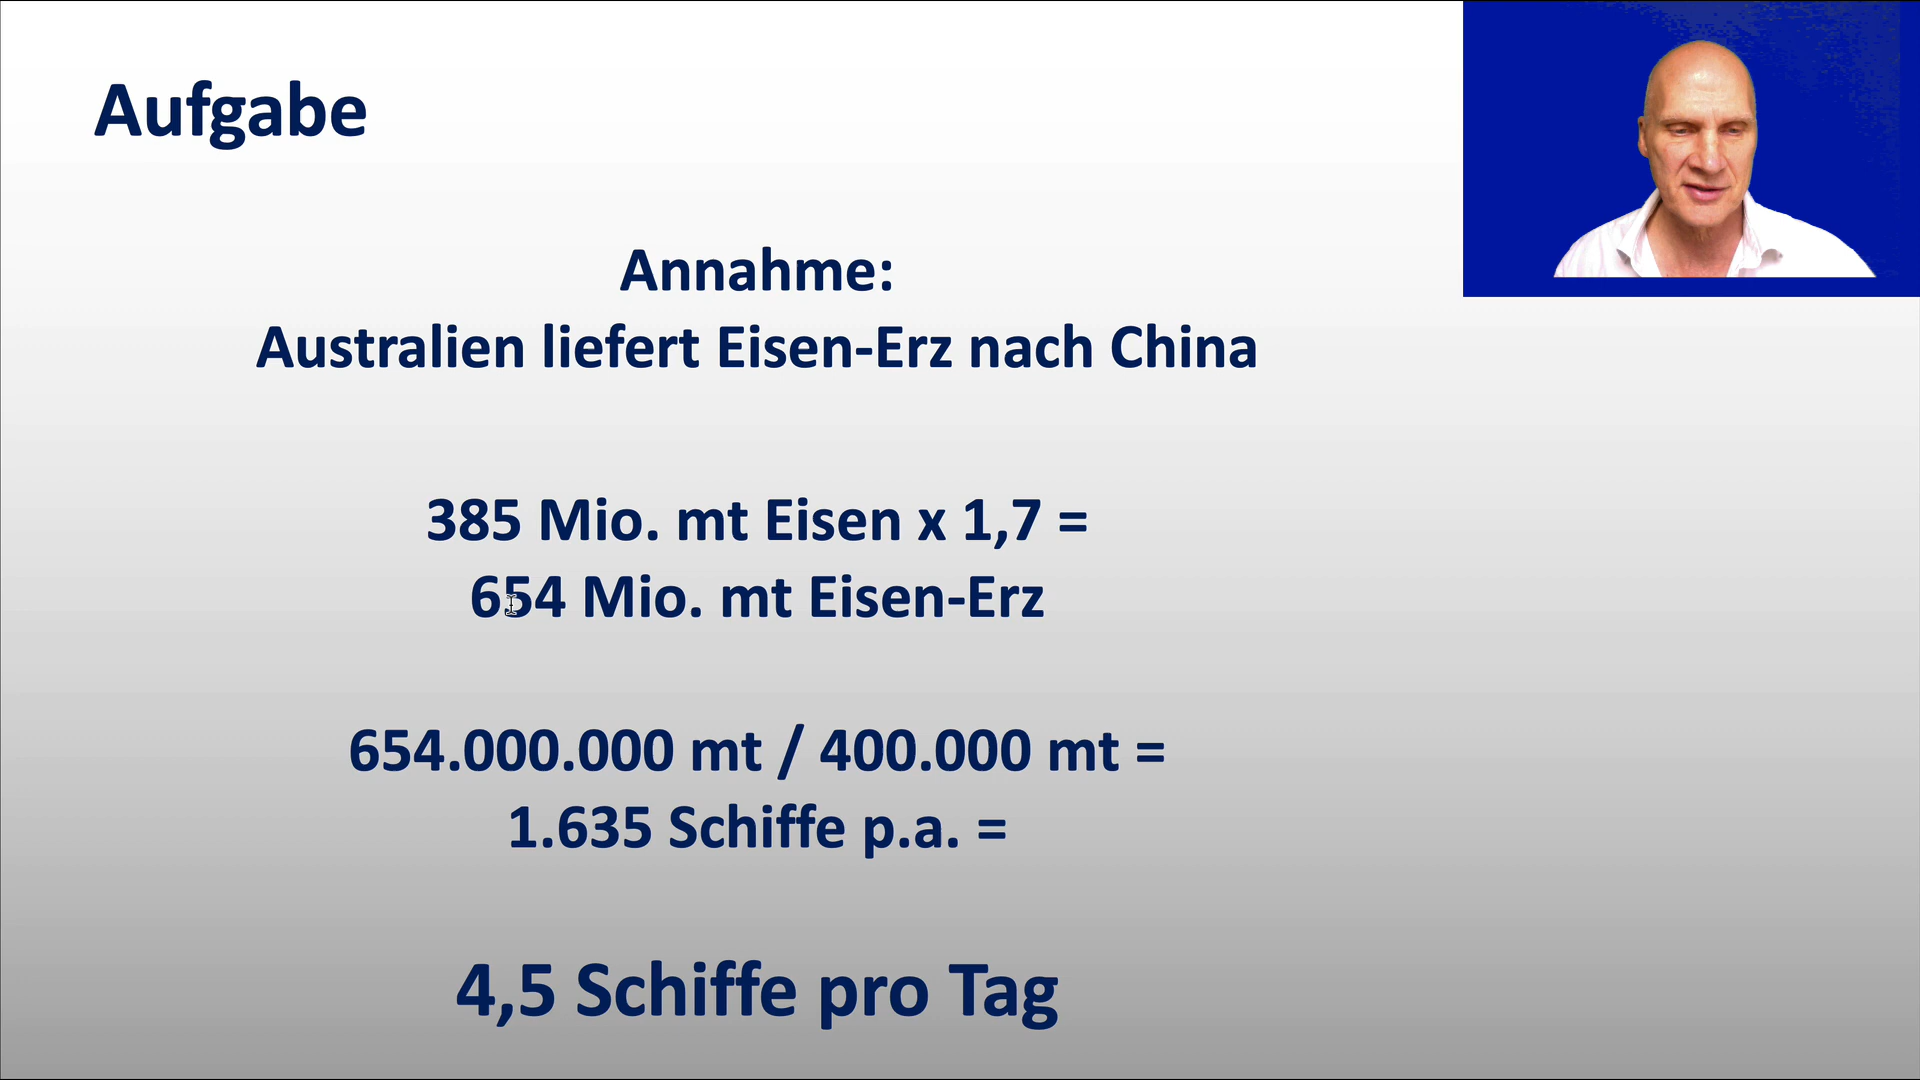 Aufgabe
Annahme:
Australien liefert Eisen-Erz nach China
385 Mio. mt Eisen x 1,7 =
654 Mio. mt Eisen-Erz
654.000.000 mt / 400.000 mt =
1.635 Schiffe p.a. =
4,5 Schiffe pro Tag